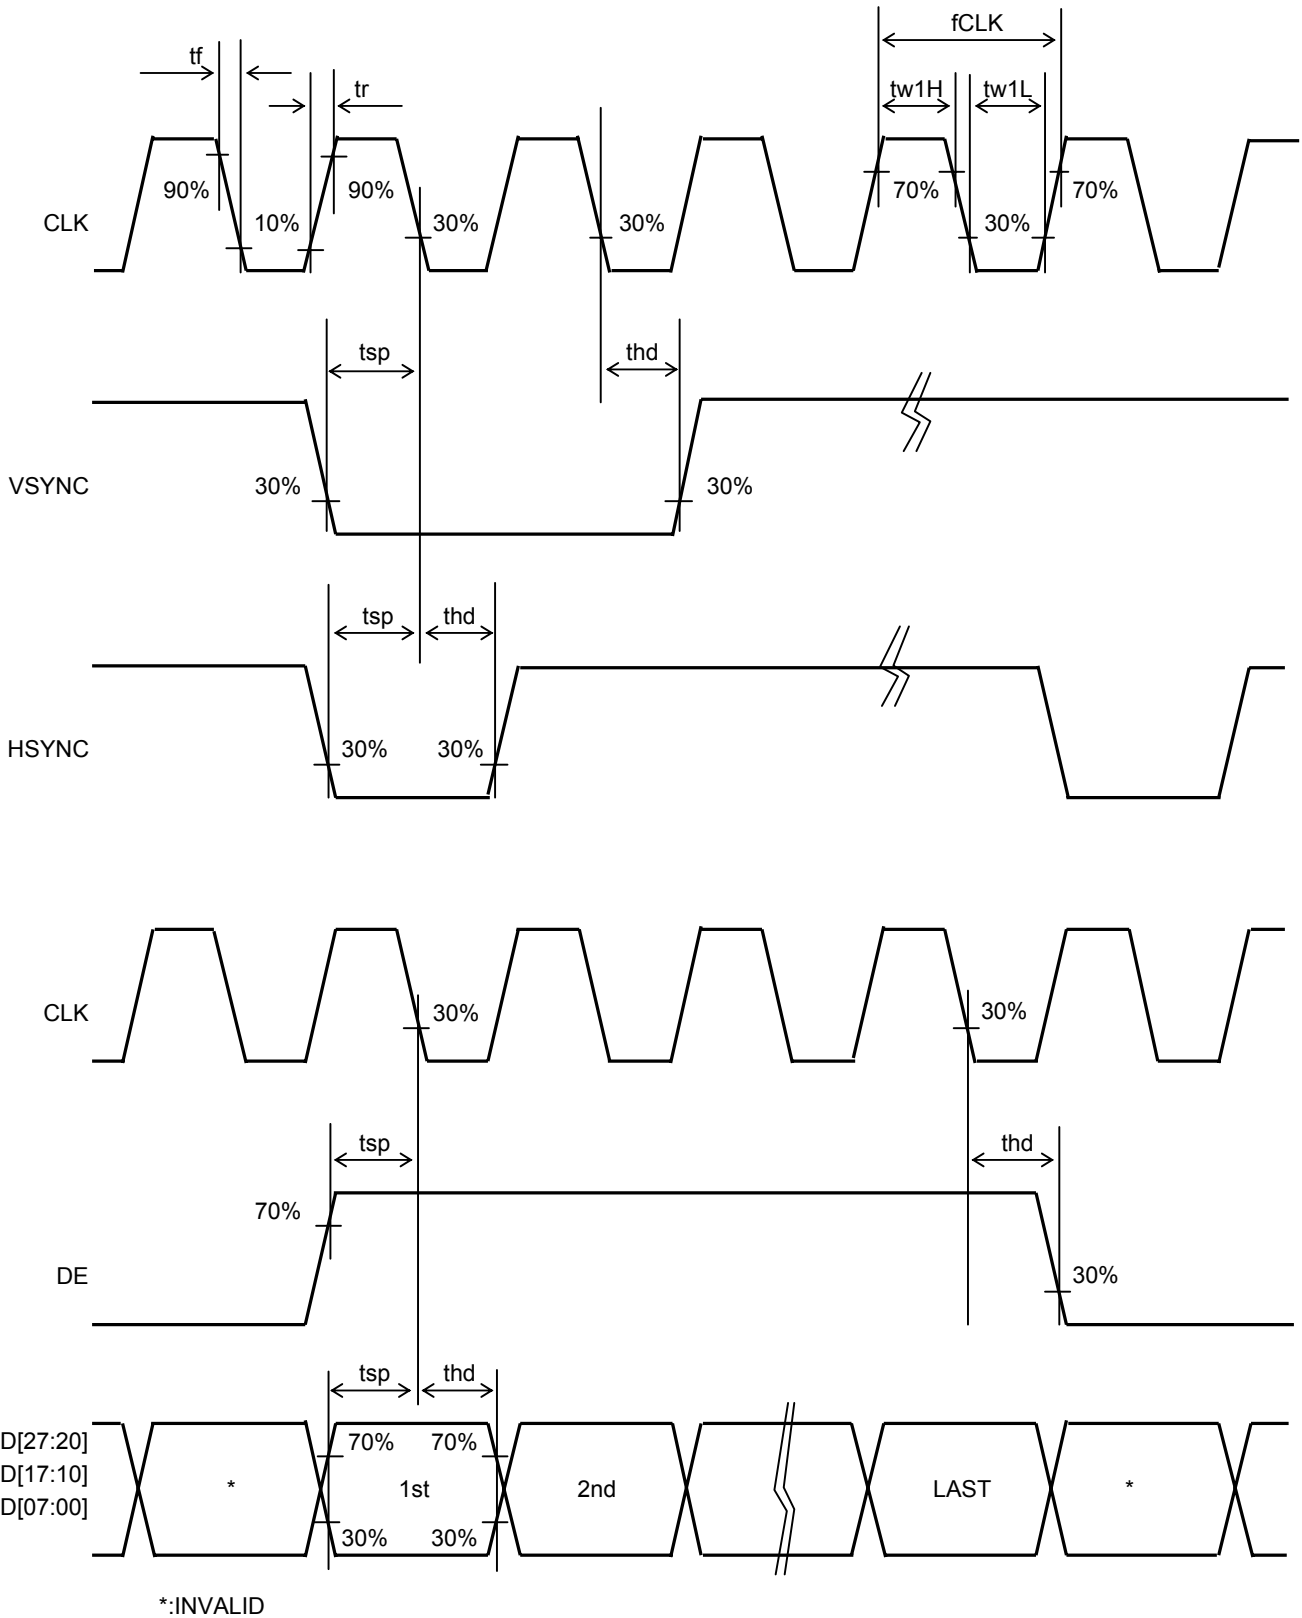 fCLK
tf
tr
tw1H
tw1L
90%
90%
70%
70%
CLK
10%
30%
30%
30%
tsp
thd
VSYNC
30%
30%
tsp
thd
HSYNC
30%
30%
CLK
30%
30%
tsp
thd
70%
DE
30%
tsp
thd
D[27:20]
70%
70%
D[17:10]
*
1st
2nd
LAST
*
D[07:00]
30%
30%
*:INVALID